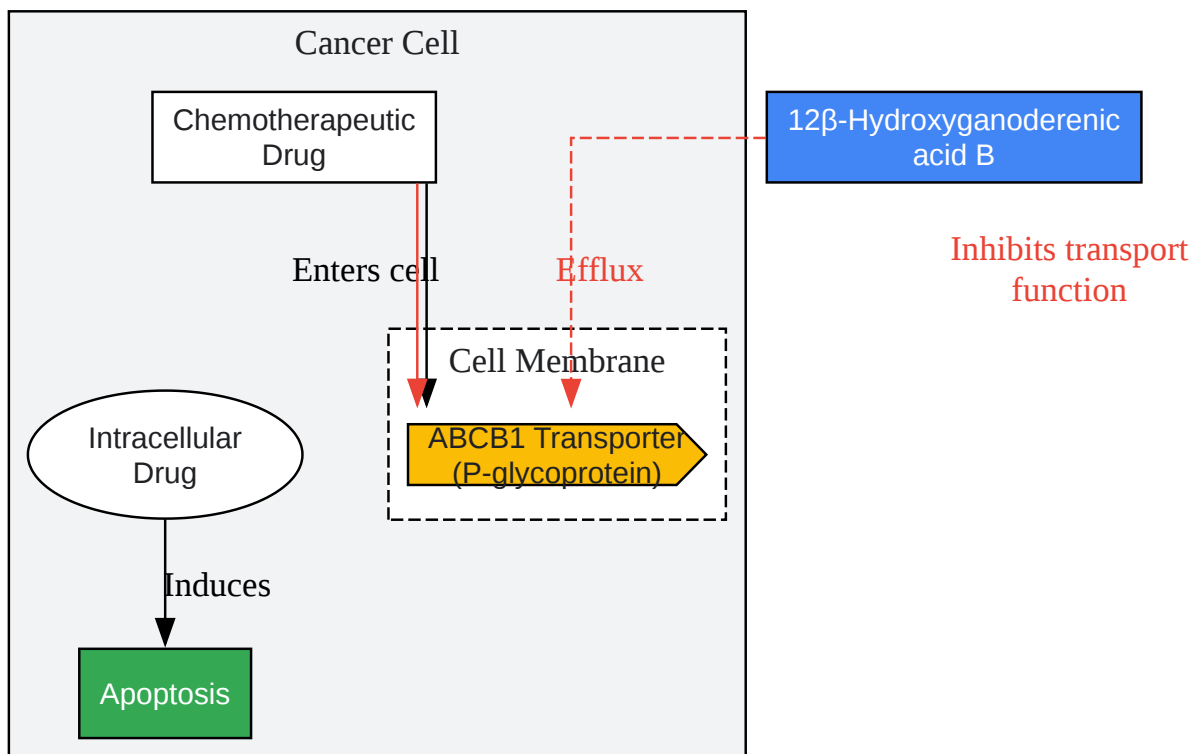 Cancer Cell
Chemotherapeutic
Drug
12β-Hydroxyganoderenic
acid B
Enters cell
Efflux
Inhibits transport
function
Cell Membrane
Intracellular
Drug
ABCB1 Transporter
(P-glycoprotein)
Induces
Apoptosis